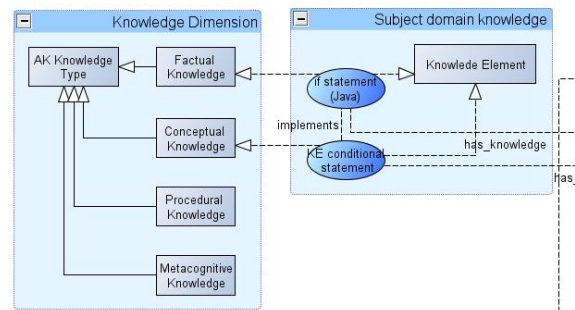 Knowledge Dimension
AK Knowledge
Type
Factual
Knowledge
Conceptual
Knowledge
Procedural
Knowledge
Metacognitive
Knowledge
Subject domain knowledge
if statement
(Java)
Knowlede Element
implements
has_knowledge
KE conditional
statement
has_